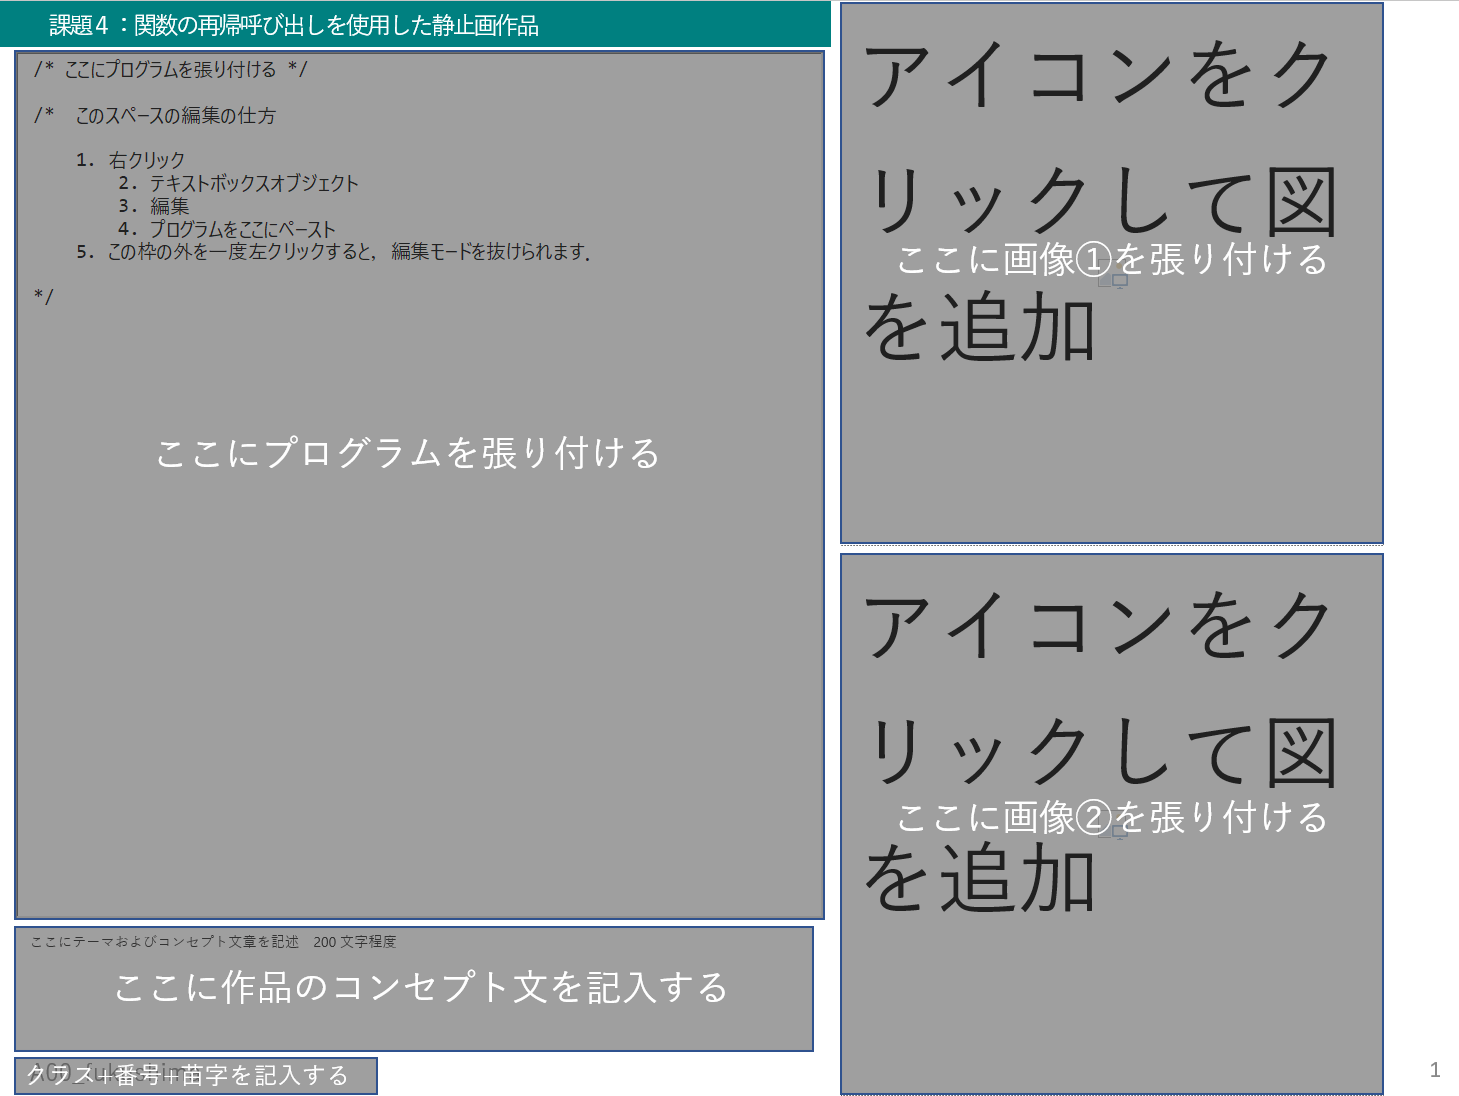 課題４：関数の再帰呼び出しを使用した静止画作品
/* ここにプログラムを張り付ける */
/* このスペースの編集の仕方
1. 右クリック
2. テキストボックスオブジェクト
3. 編集
4. プログラムをここにペースト
5. この枠の外を一度左クリックすると，編集モードを抜けられます．
*/
ここにプログラムを張り付ける
ここにテーマおよびコンセプト文章を記述　200 文字程度
ここに作品のコンセプト文を記入する
クラス+番号+苗字を記入する
アイコンをク
リックして図
を追加
ここに画像①を張り付ける
アイコンをク
リックして図
を追加
ここに画像②を張り付ける
1